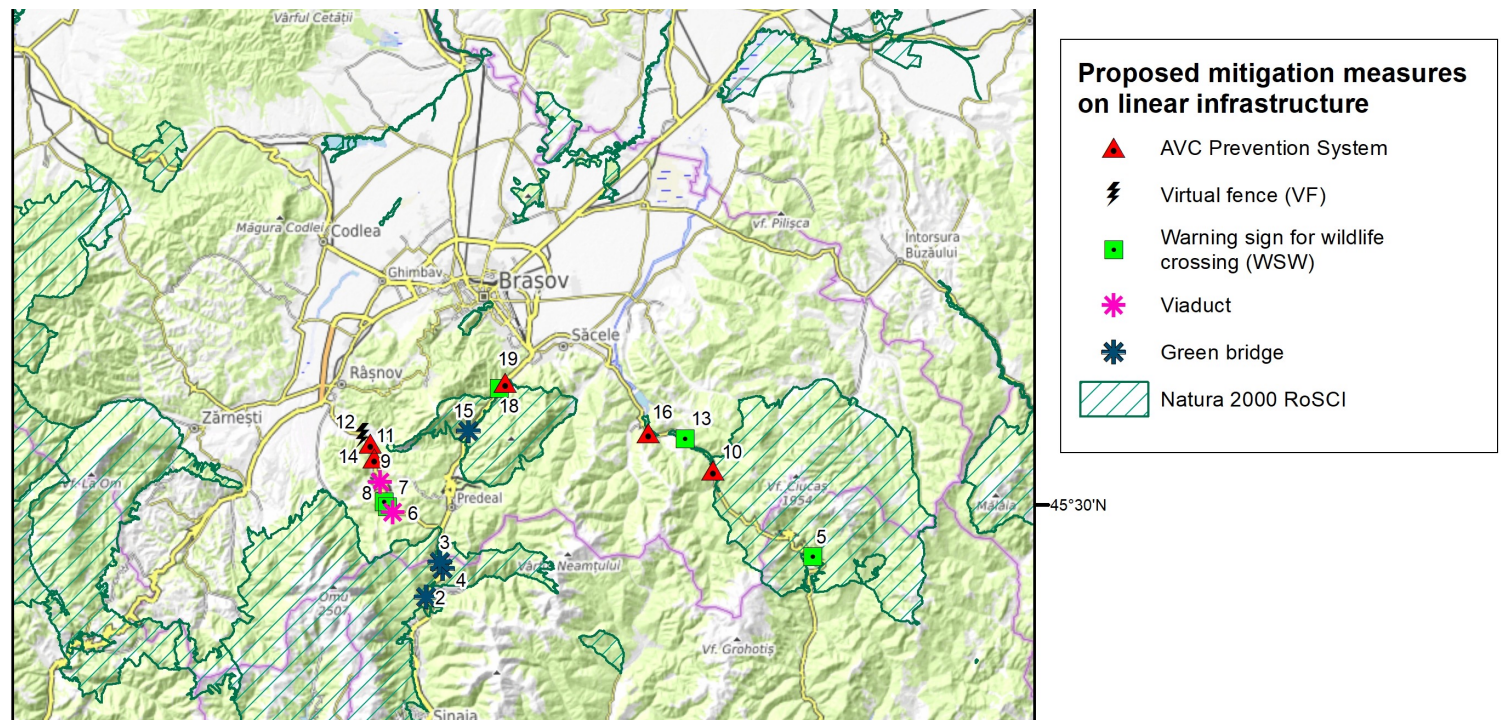 Vârful Cetății
Proposed mitigation measures
on linear infrastructure
AVC Prevention System
Virtual fence (VF)
Warning sign for wildlife
crossing (WSW)
Viaduct
Green bridge
Natura 2000 RoSCI
Măgura Codlei
Codlea
vf. Pilișca
Întorsura
Buzăului
Ghimbav
Brașov
Săcele
19
Râșnov
Zărnești
18
15
16
13
12
11
14
9
10
8
7
6
Predeal
Vf. La Om
Vf. Ciucaș
1954
Mălaia
45°30'N
5
3
4
2
Omu
2507
Vf. Grohotiș
Sinaia